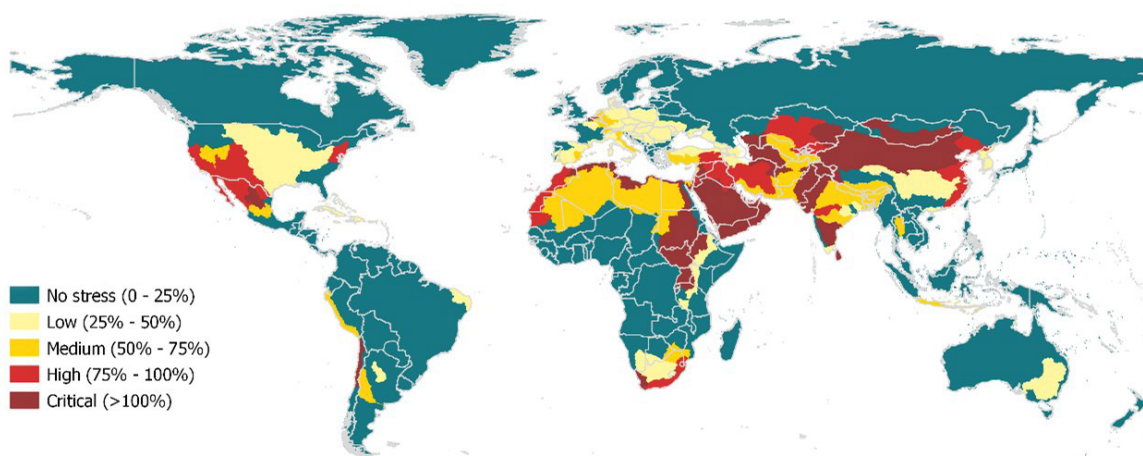 No stress (0 - 25%)
Low (25% - 50%)
Medium (50% - 75%)
High (75% - 100%)
Critical (>100%)